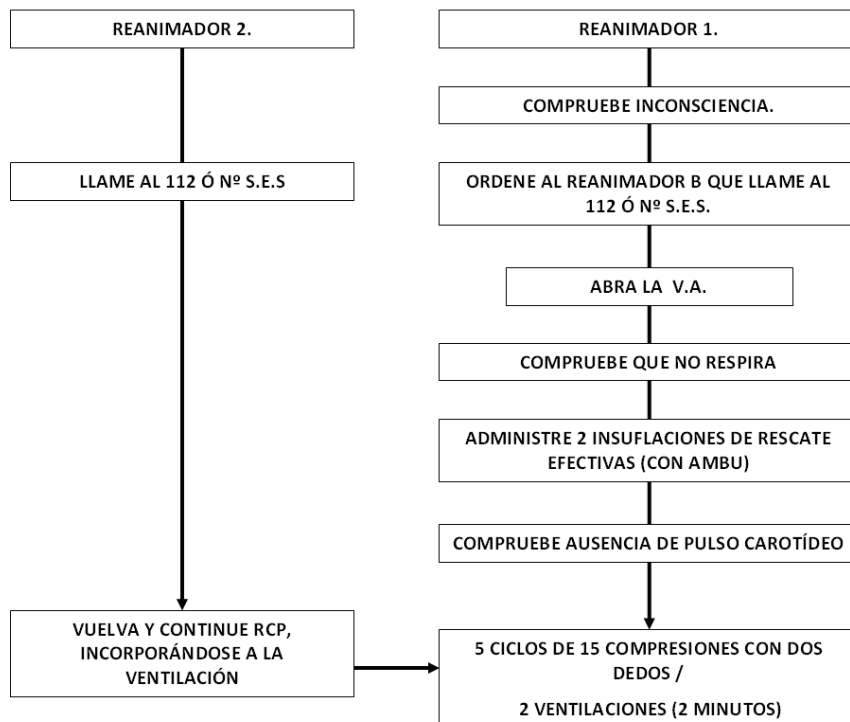 REANIMADOR 2.
REANIMADOR 1.
COMPRUEBE INCONSCIENCIA.
LLAME AL 112 Ó Nº S.E.S
ORDENE AL REANIMADOR B QUE LLAME AL
112 Ó Nº S.E.S.
ABRA LA V.A.
COMPRUEBE QUE NO RESPIRA
ADMINISTRE 2 INSUFLACIONES DE RESCATE
EFECTIVAS (CON AMBU)
COMPRUEBE AUSENCIA DE PULSO CAROTÍDEO
VUELVA Y CONTINUE RCP,
INCORPORÁNDOSE A LA
VENTILACIÓN
5 CICLOS DE 15 COMPRESIONES CON DOS
DEDOS /
2 VENTILACIONES (2 MINUTOS)